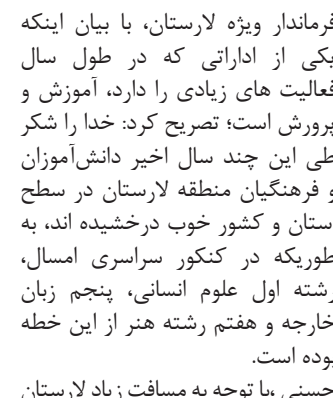 فرماندار ویژه لارستان، با بیان اینکه
یکی از اداراتی که در طول سال
فعالیت های زیادی را دارد، آموزش و
پرورش است؛ تصریح کرد: خدا را شکر
طی این چند سال اخیر دانش‌آموزان
و فرهنگیان منطقه لارستان در سطح
استان و کشور خوب درخشیده اند، به
طوریکه در کنکور سراسری امسال،
رشته اول علوم انسانی، پنجم زبان
خارجه و هفتم رشته هنر از این خطه
بوده است.
حسنی ،با توجه به مسافت زیاد لارستان